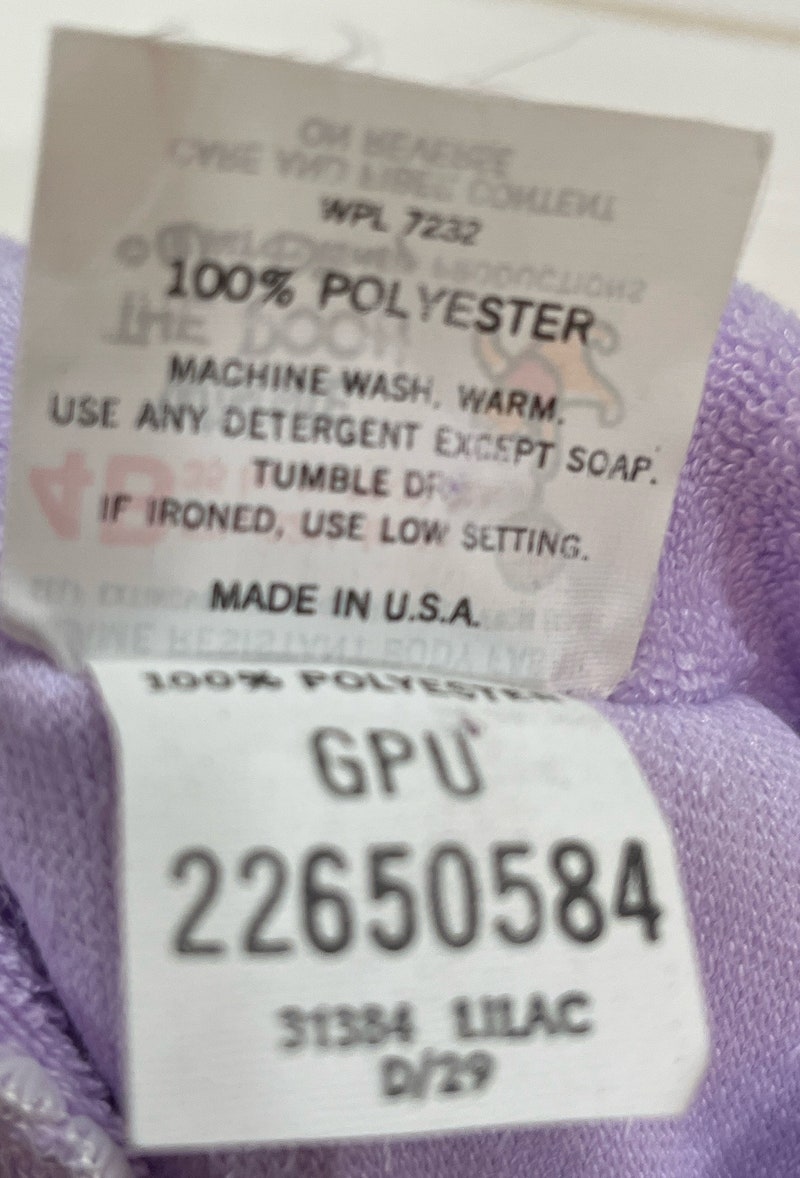 WPL 7232
100% POLYESTER
MACHINE WASH, WARM.
USE ANY DETERGENT EXCEPT SOAP.
TUMBLE DR
IF IRONED, USE LOW SETTING.
MADE IN U.S.A.
100% POLYESTER
GPU
22650584
31384 LILAC
D/29